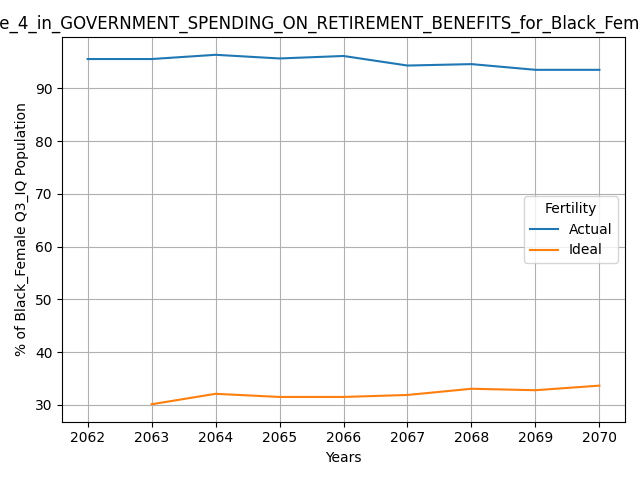 e_4_in_GOVERNMENT_SPENDING_ON_RETIREMENT_BENEFITS_for_Black_Fem
% of Black_Female Q3_IQ Population
90
80
70
60
50
40
30
Fertility
Actual
Ideal
2062 2063 2064 2065 2066 2067 2068 2069 2070
Years